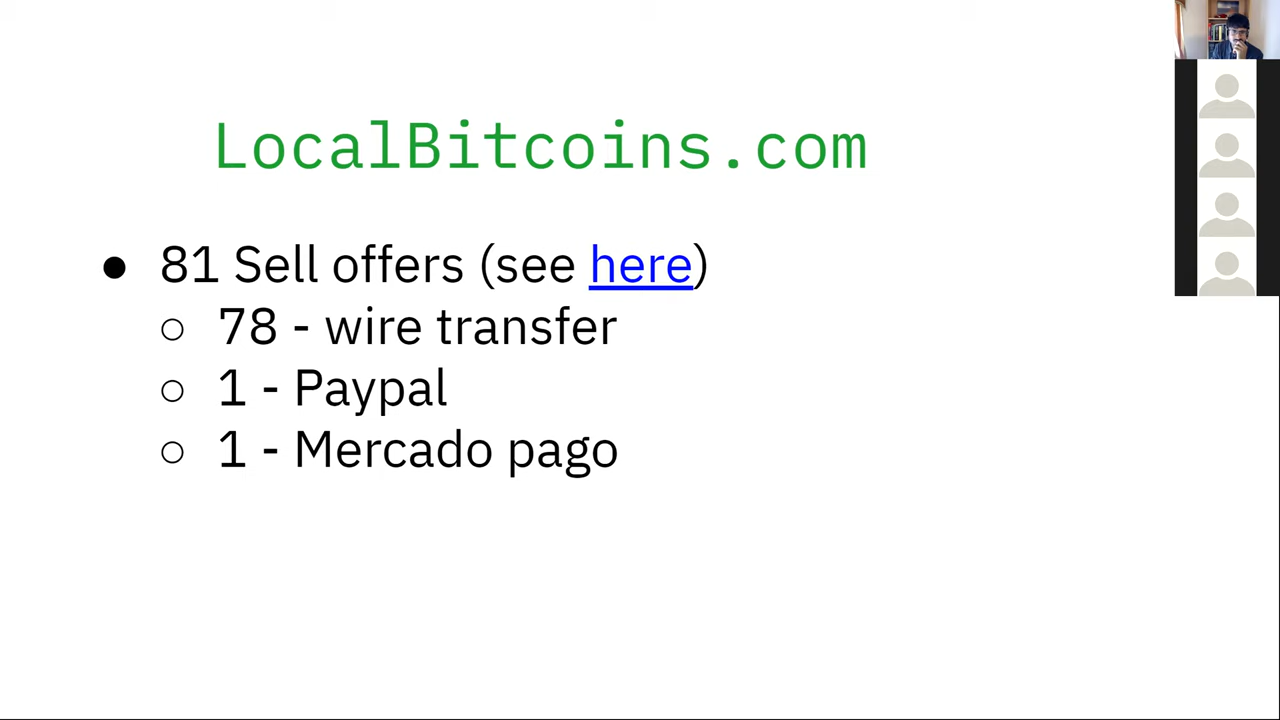 LocalBitcoins.com
● 81 Sell offers (see here)
○ 78 - wire transfer
○ 1 - Paypal
○ 1 - Mercado pago